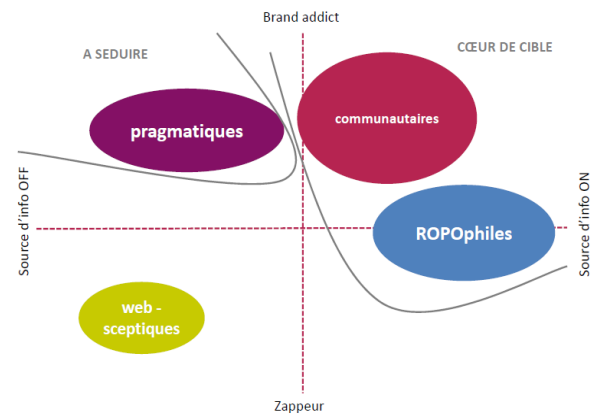 Brand addict
A SEDUIRE
CŒUR DE CIBLE
pragmatiques
communautaires
Source d’info OFF
ROPOphiles
Source d’info ON
web -
sceptiques
Zappeur